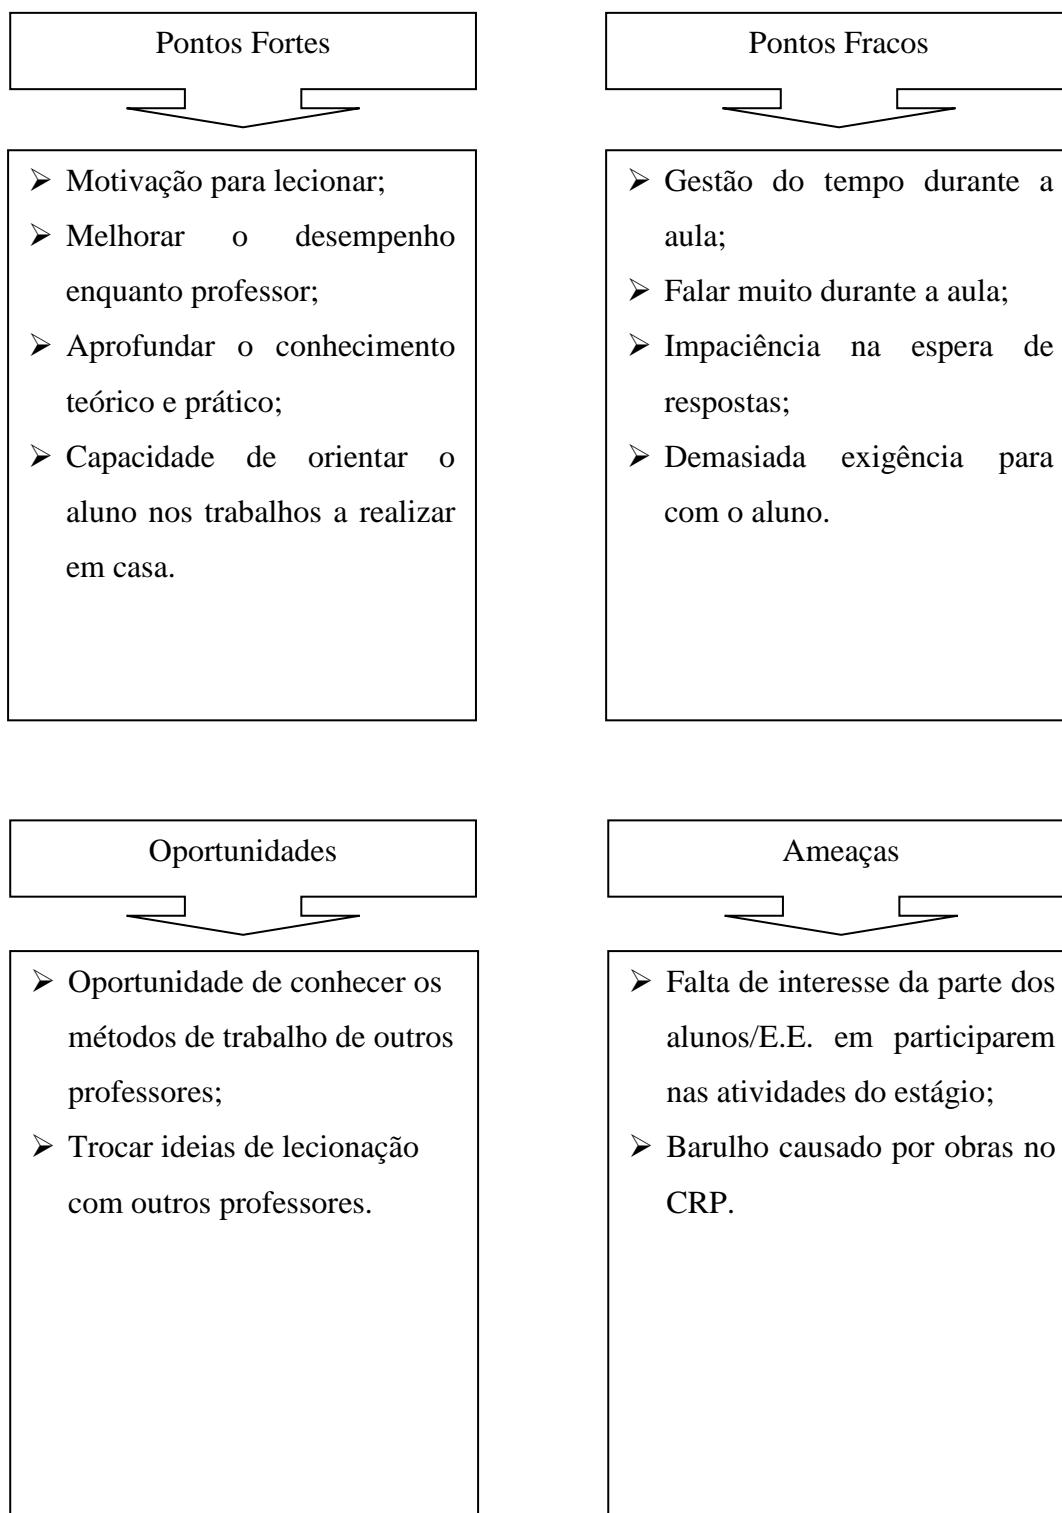 Pontos Fortes
➢ Motivação para lecionar;
➢ Melhorar o desempenho
enquanto professor;
➢ Aprofundar o conhecimento
teórico e prático;
➢ Capacidade de orientar o
aluno nos trabalhos a realizar
em casa.
Pontos Fracos
➢ Gestão do tempo durante a
aula;
➢ Falar muito durante a aula;
➢ Impaciência na espera de
respostas;
➢ Demasiada exigência para
com o aluno.
Oportunidades
➢ Oportunidade de conhecer os
métodos de trabalho de outros
professores;
➢ Trocar ideias de lecionação
com outros professores.
Ameaças
➢ Falta de interesse da parte dos
alunos/E.E. em participarem
nas atividades do estágio;
➢ Barulho causado por obras no
CRP.